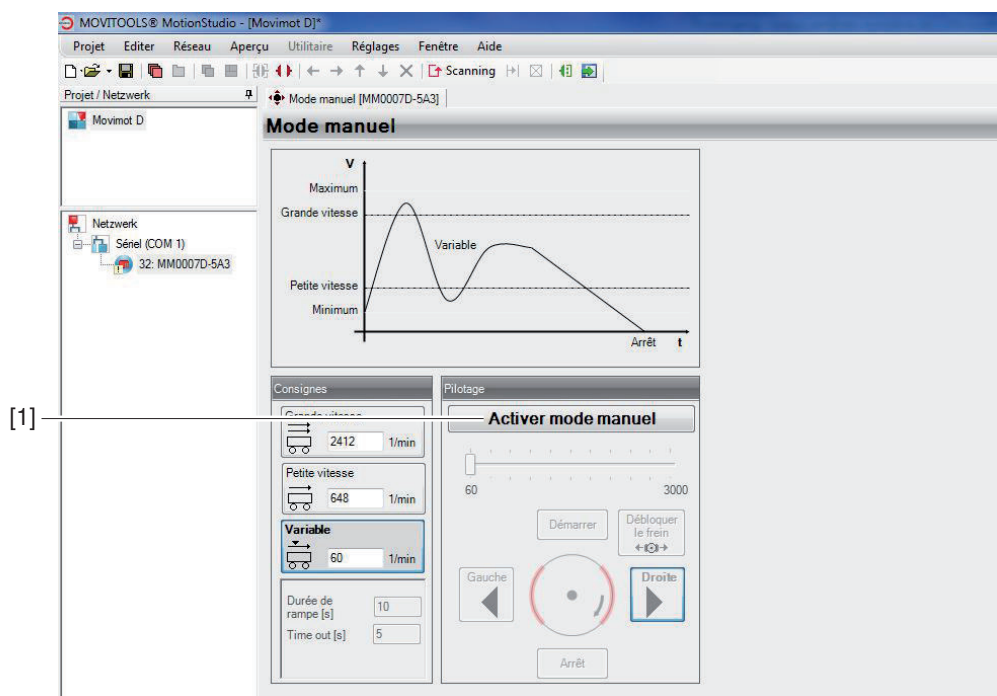 MOVITOOLS® MotionStudio - [Movimot D]*
Projet Editer Réseau Aperçu Utilitaire Réglages Fenêtre Aide
Scanning
Projet / Netzwerk
Mode manuel [MM0007D-5A3]
Movimot D
Mode manuel
V
Maximum
Grande vitesse
Variable
Petite vitesse
Minimum
Arrêt t
Netzwerk
Sériel (COM 1)
32: MM0007D-5A3
Consignes
Pilotage
[1]
Grande vitesse
Activer mode manuel
2412 1/min
Petite vitesse
648 1/min
60 3000
Variable
60 1/min
Démarrer
Débloquer
le frein
Gauche
Droite
Durée de
rampe [s]
10
Time out [s]
5
Arrêt